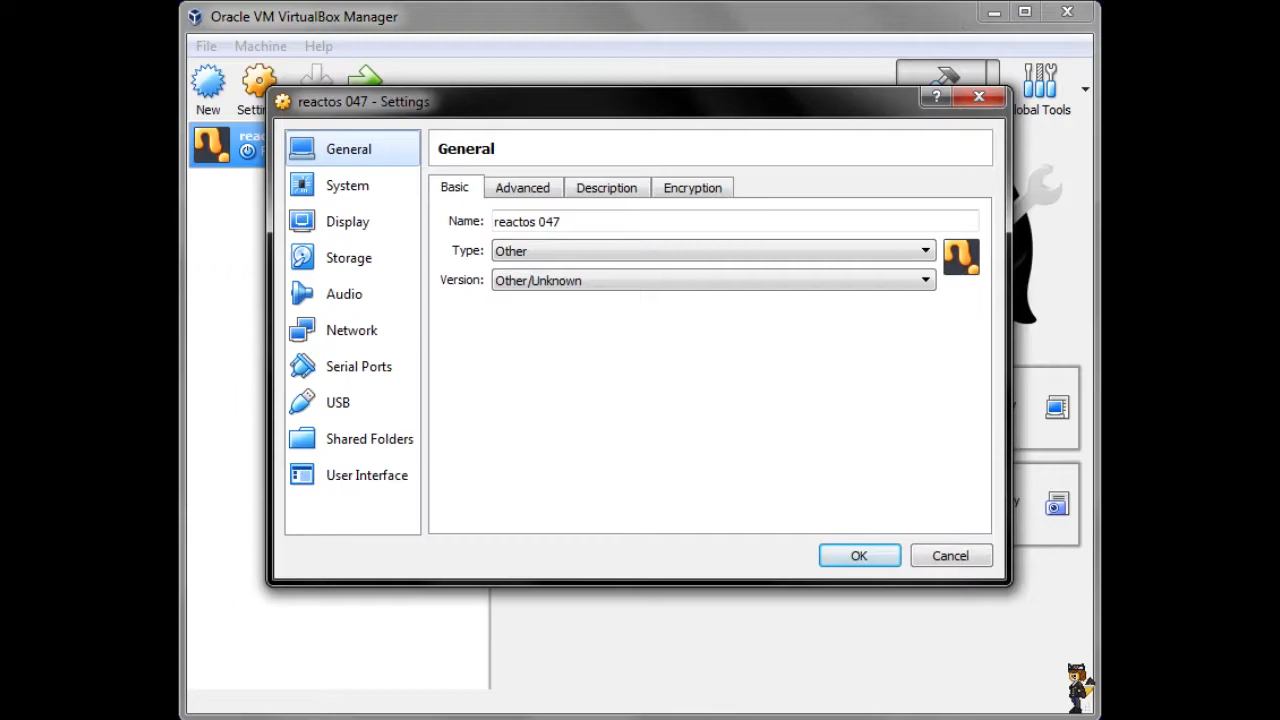 Oracle VM VirtualBox Manager
File Machine Help
New
Global Tools
reactos 047 - Settings
General
System
Display
Storage
Audio
Network
Serial Ports
USB
Shared Folders
User Interface
General
Basic Advanced Description Encryption
Name: reactos 047
Type: Other
Version: Other/Unknown
OK Cancel